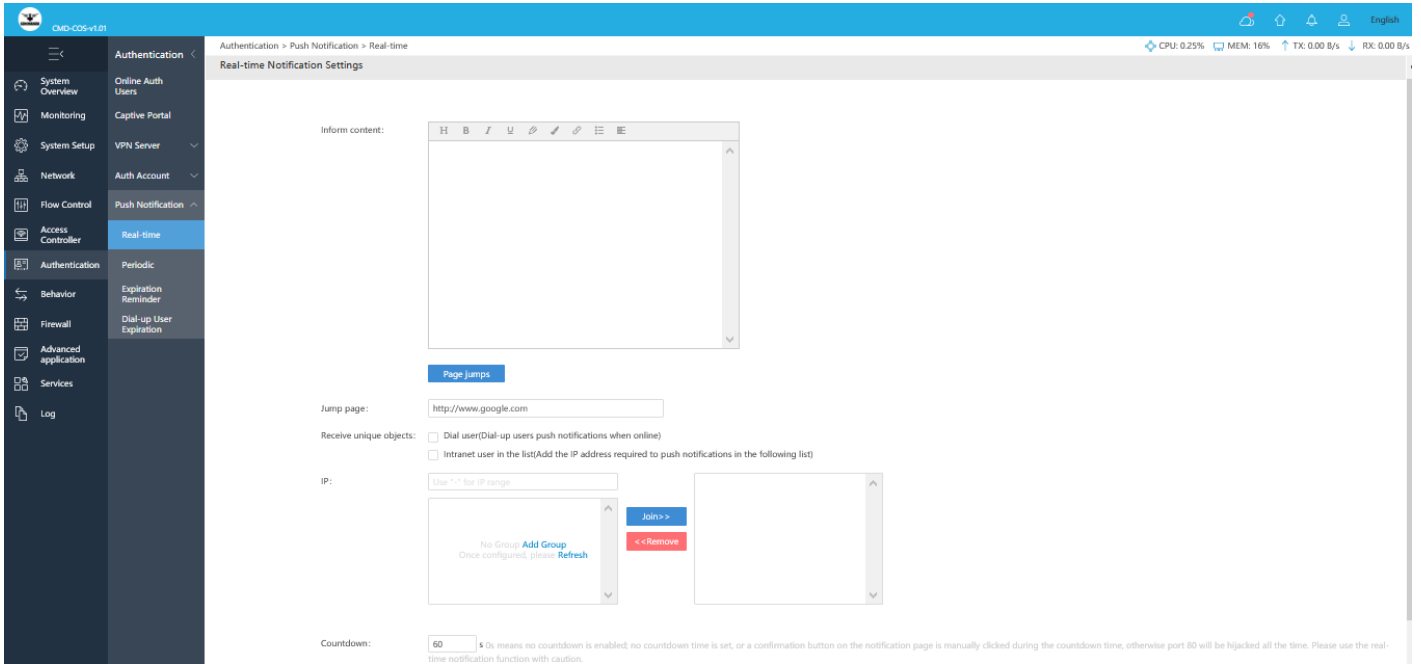 CMD-COS-v1.01
English
Authentication
Authentication > Push Notification > Real-time
CPU: 0.25%
MEM: 16%
TX: 0.00 B/s
RX: 0.00 B/s
Real-time Notification Settings
System
Overview
Monitoring
System Setup
Network
Flow Control
Access
Controller
Authentication
Behavior
Firewall
Advanced
application
Services
Log
Online Auth
Users
Captive Portal
VPN Server
Auth Account
Push Notification
Real-time
Periodic
Expiration
Reminder
Dial-up User
Expiration
Inform content:
H B I U
Page jumps
Jump page:
http://www.google.com
Receive unique objects:
Dial user(Dial-up users push notifications when online)
Intranet user in the list(Add the IP address required to push notifications in the following list)
IP:
Use "-" for IP range
No Group Add Group
Once configured, please Refresh
Join>>
<<Remove
Countdown:
60
s 0s means no countdown is enabled; no countdown time is set, or a confirmation button on the notification page is manually clicked during the countdown time, otherwise port 80 will be hijacked all the time. Please use the real-
time notification function with caution.